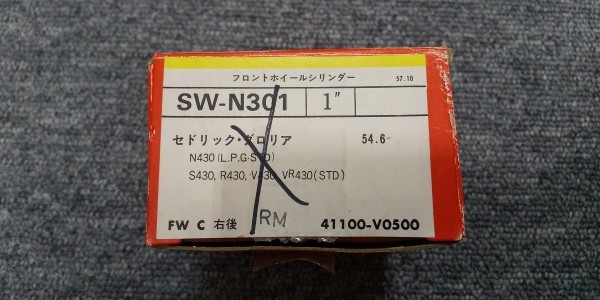 フロントホイールシリンダー 57.10
SW-N301 1"
セドリック・グロリア 54.6-
N430 (L.P.G-STD)
S430, R430, V430, VR430 (STD)
FW C 右後 RM 41100-V0500